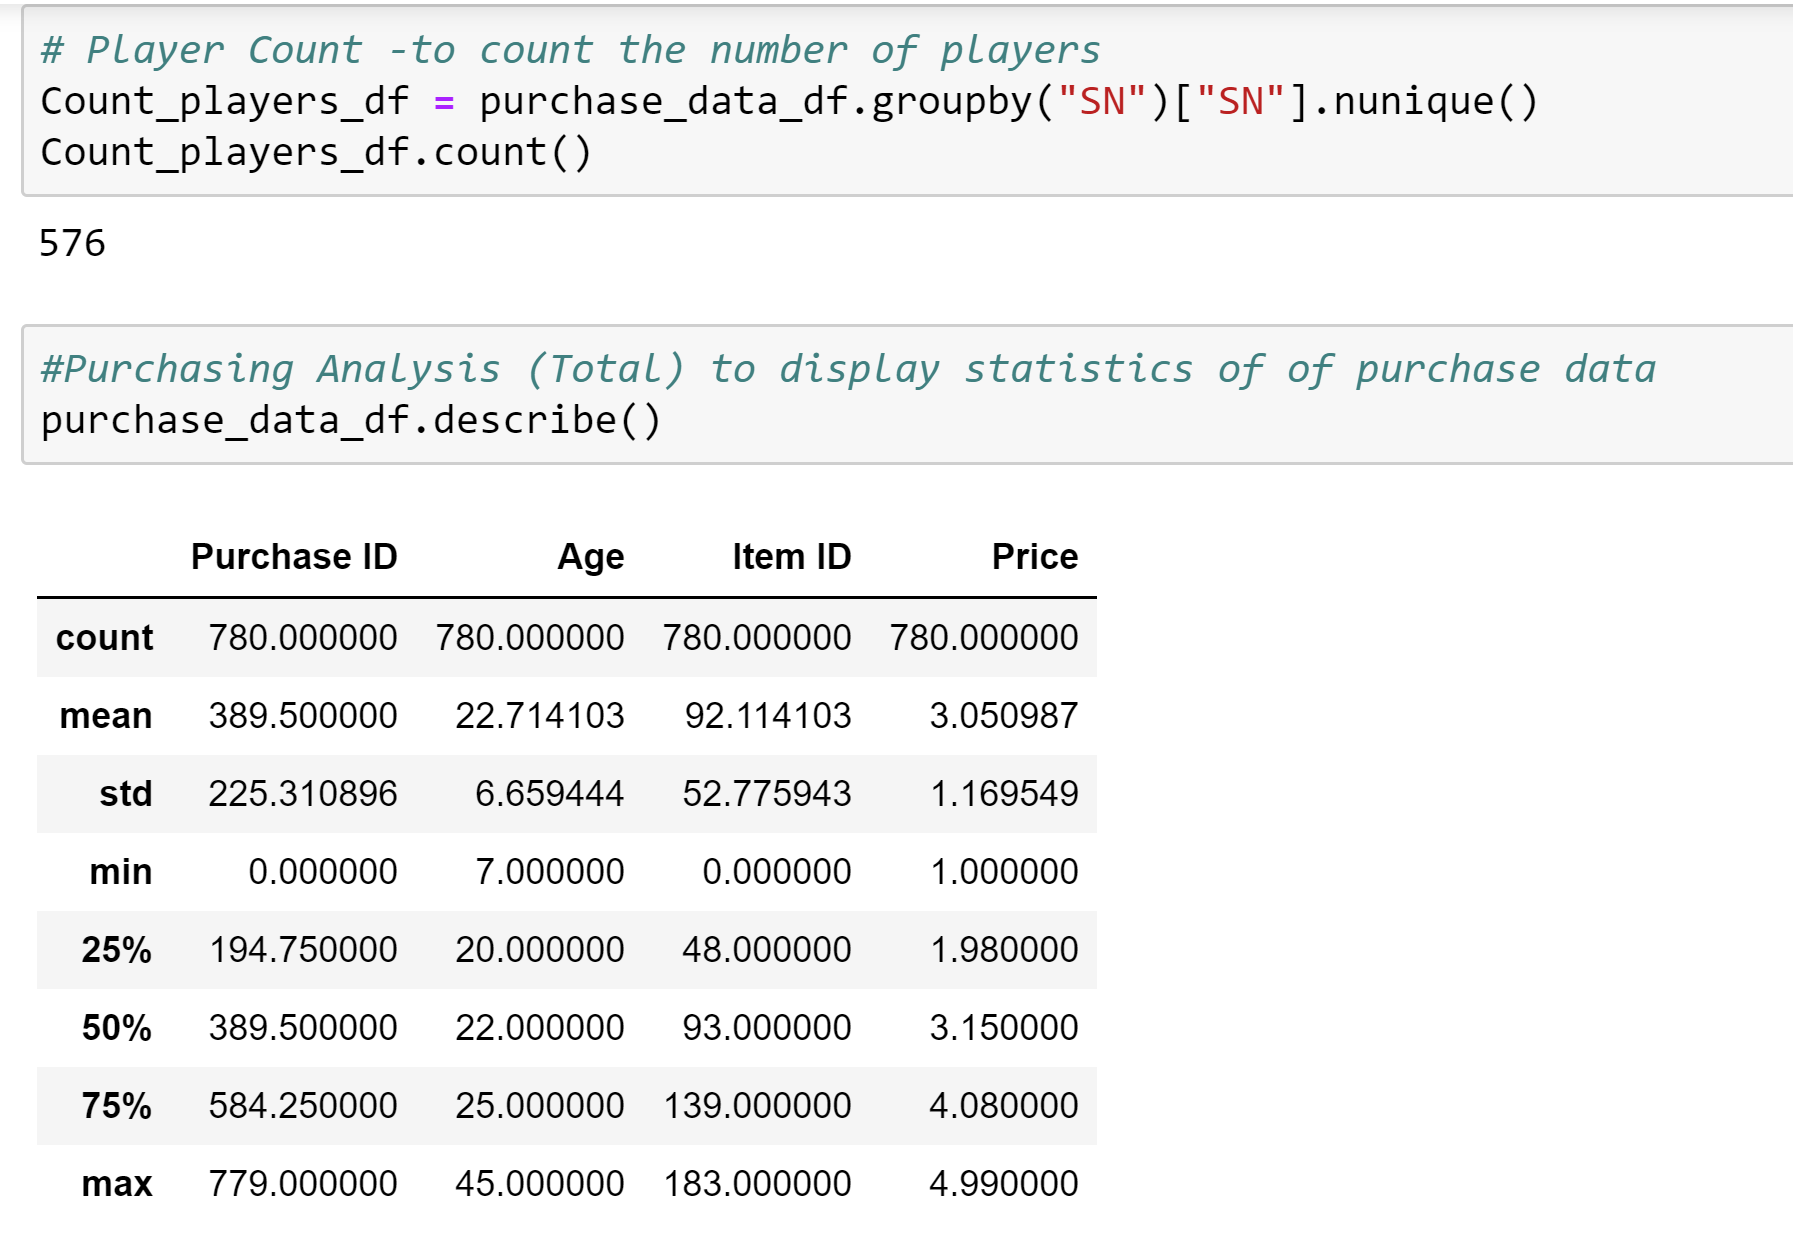 # Player Count -to count the number of players
Count_players_df = purchase_data_df.groupby("SN")["SN"].nunique()
Count_players_df.count()
576
#Purchasing Analysis (Total) to display statistics of of purchase data
purchase_data_df.describe()
Purchase ID Age Item ID Price
count 780.000000 780.000000 780.000000 780.000000
mean 389.500000 22.714103 92.114103 3.050987
std 225.310896 6.659444 52.775943 1.169549
min 0.000000 7.000000 0.000000 1.000000
25% 194.750000 20.000000 48.000000 1.980000
50% 389.500000 22.000000 93.000000 3.150000
75% 584.250000 25.000000 139.000000 4.080000
max 779.000000 45.000000 183.000000 4.990000